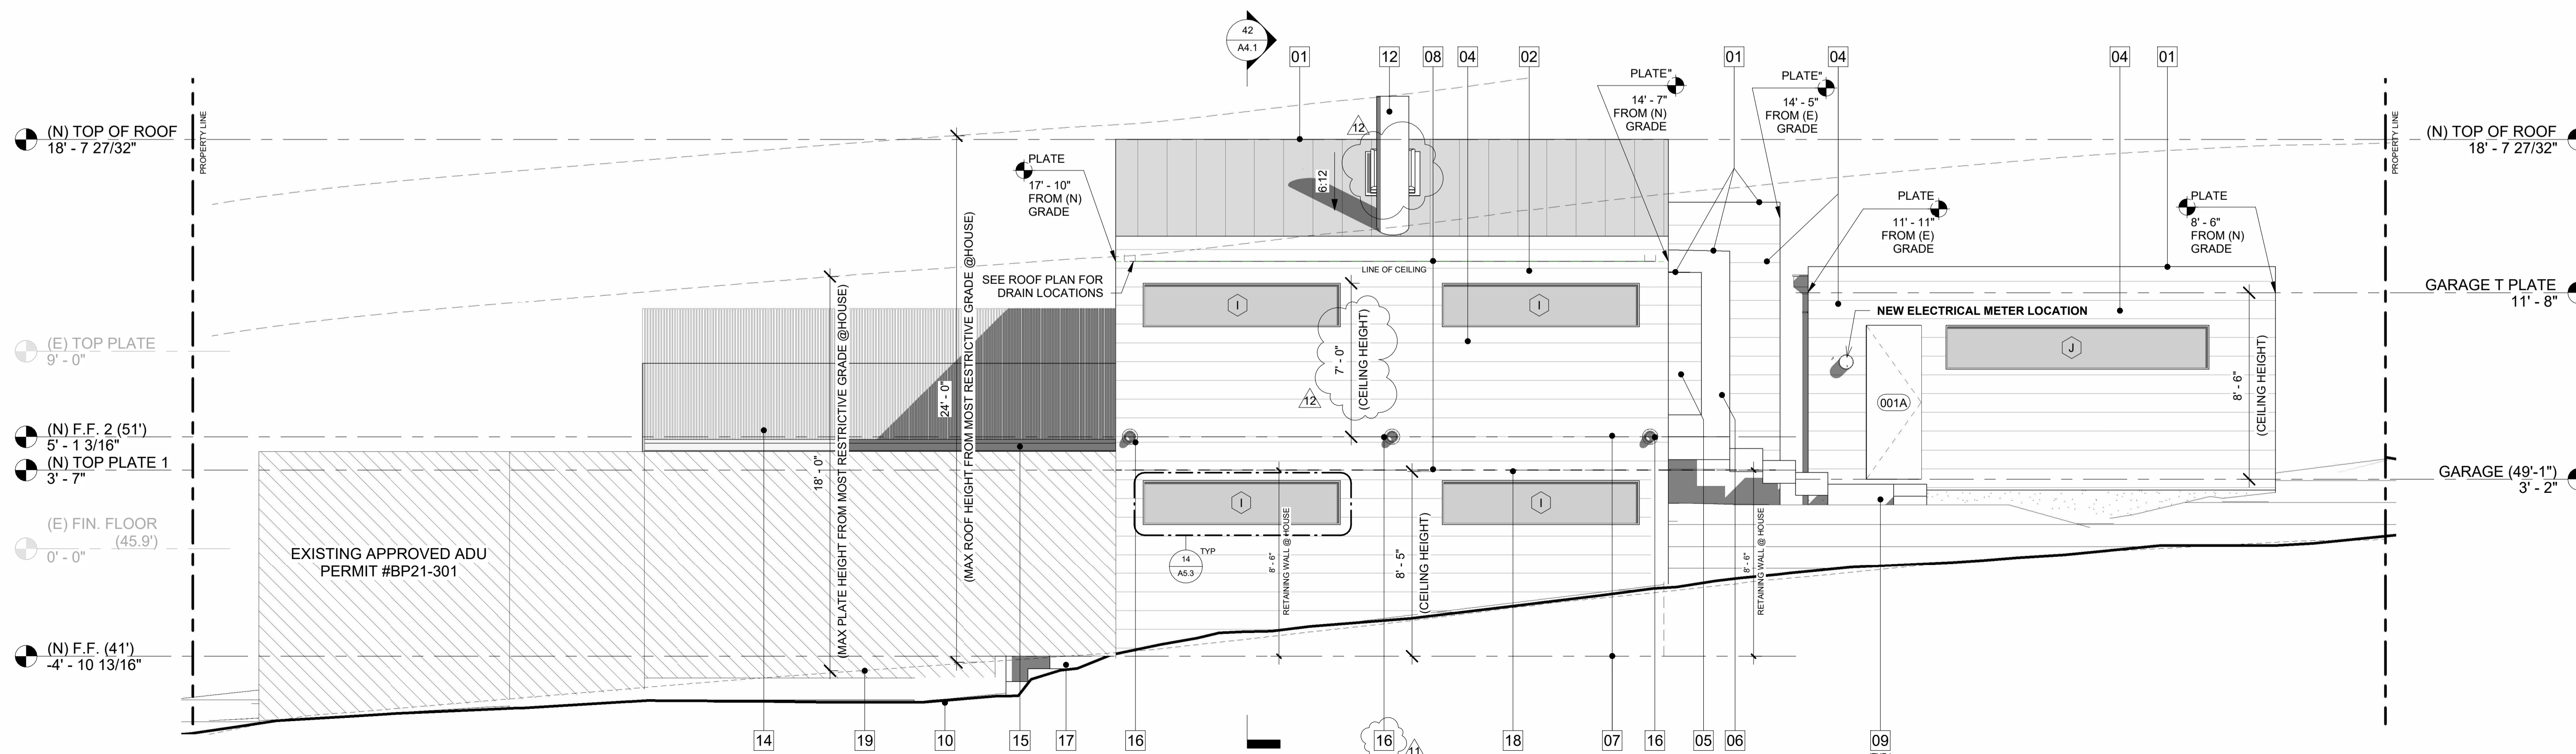 42
A4.1
01
12
08
04
02
01
04
04
01
(N) TOP OF ROOF
18' - 7 27/32"
PROPERTY LINE
(E) TOP PLATE
9' - 0"
(N) F.F. 2 (51')
5' - 1 3/16"
(N) TOP PLATE 1
3' - 7"
(E) FIN. FLOOR
(45.9')
0' - 0"
(N) F.F. (41')
-4' - 10 13/16"
EXISTING APPROVED ADU
PERMIT #BP21-301
18' - 0"
(MAX PLATE HEIGHT FROM MOST RESTRICTIVE GRADE @HOUSE)
24' - 0"
(MAX ROOF HEIGHT FROM MOST RESTRICTIVE GRADE @HOUSE)
PLATE
17' - 10"
FROM (N)
GRADE
SEE ROOF PLAN FOR
DRAIN LOCATIONS
12
6:12
LINE OF CEILING
I
I
7' - 0"
(CEILING HEIGHT)
12
I
I
14
A5.3
TYP
8' - 6"
RETAINING WALL @ HOUSE
8' - 5"
(CEILING HEIGHT)
PLATE"
14' - 7"
FROM (N)
GRADE
PLATE"
14' - 5"
FROM (E)
GRADE
PLATE
11' - 11"
FROM (E)
GRADE
PLATE
8' - 6"
FROM (N)
GRADE
NEW ELECTRICAL METER LOCATION
001A
J
8' - 6"
(CEILING HEIGHT)
8' - 6"
RETAINING WALL @ HOUSE
PROPERTY LINE
(N) TOP OF ROOF
18' - 7 27/32"
GARAGE T PLATE
11' - 8"
GARAGE (49'-1")
3' - 2"
14
19
10
15
17
16
16
11
18
07
16
05
06
09